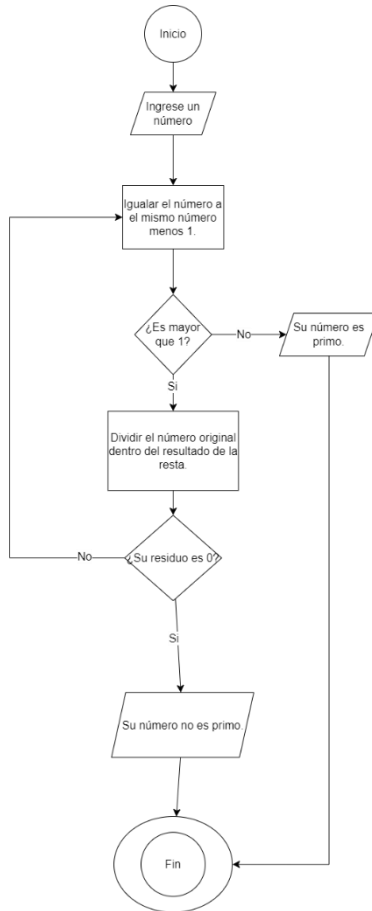 Inicio
Ingrese un
número
Igualar el número a
el mismo número
menos 1.
¿Es mayor
que 1?
No
Su número es
primo.
Si
Dividir el número original
dentro del resultado de la
resta.
No
¿Su residuo es 0?
Si
Su número no es primo.
Fin